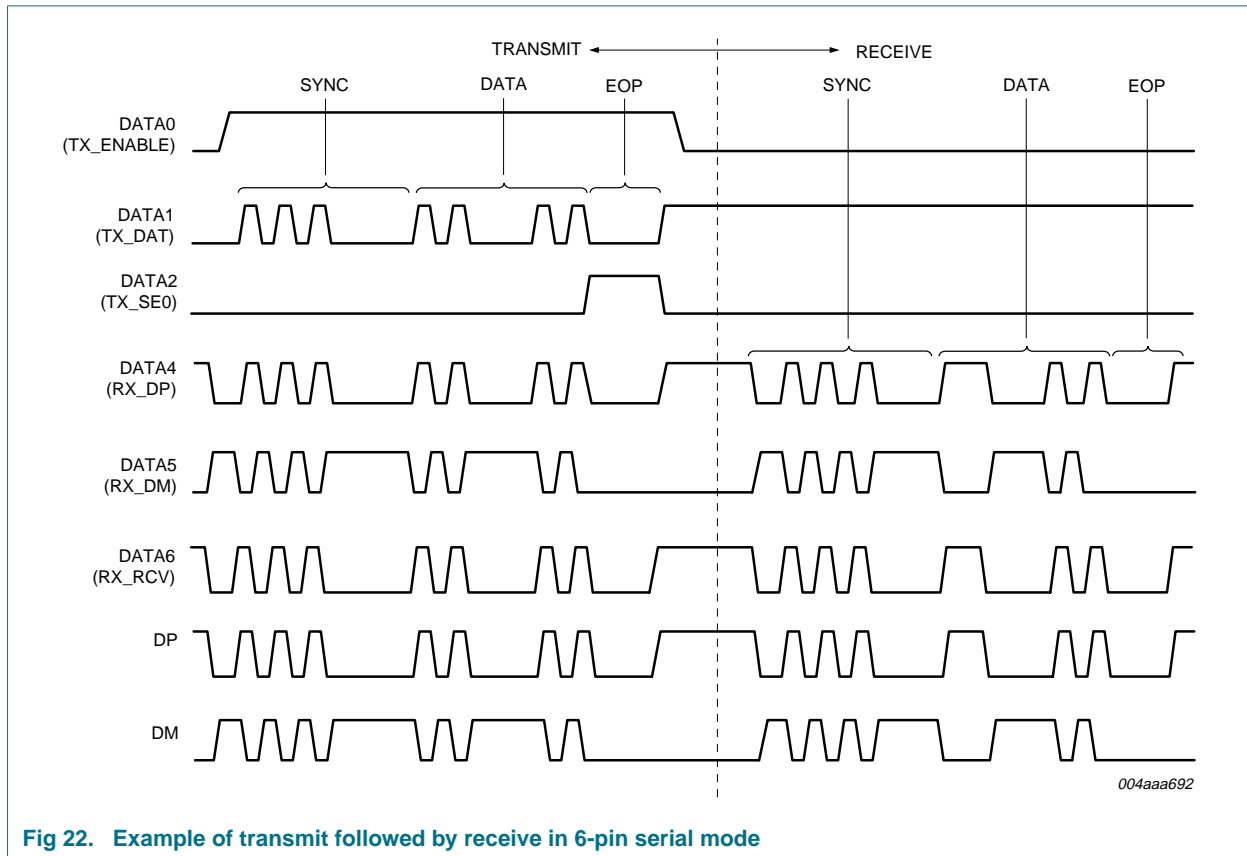 TRANSMIT RECEIVE
SYNC DATA EOP SYNC DATA EOP
DATA0
(TX_ENABLE)
DATA1
(TX_DAT)
DATA2
(TX_SE0)
DATA4
(RX_DP)
DATA5
(RX_DM)
DATA6
(RX_RCV)
DP
DM
004aaa692
Fig 22. Example of transmit followed by receive in 6-pin serial mode